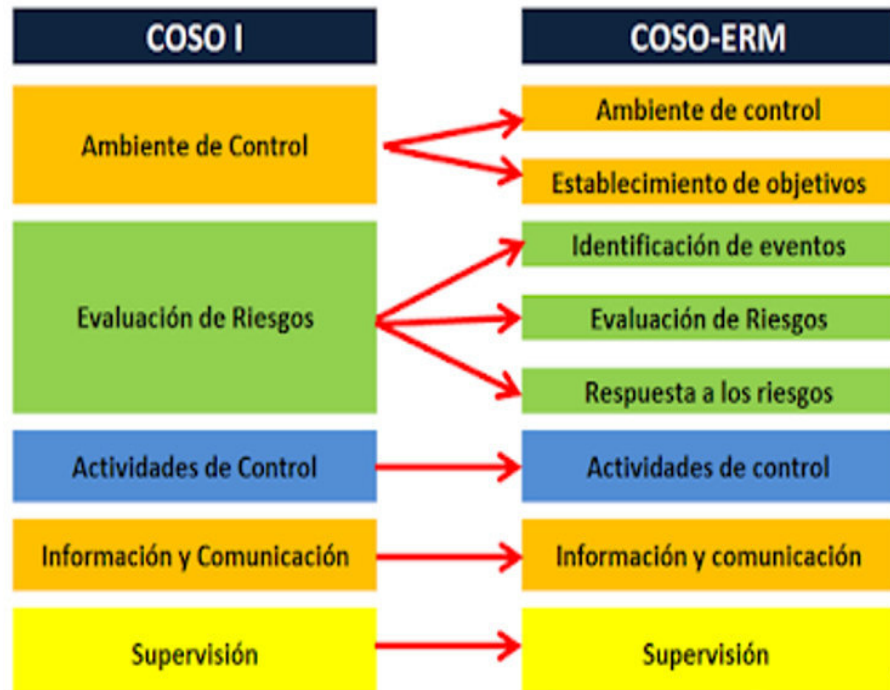 COSO I
COSO-ERM
Ambiente de Control
Ambiente de control
Establecimiento de objetivos
Evaluación de Riesgos
Identificación de eventos
Evaluación de Riesgos
Respuesta a los riesgos
Actividades de Control
Actividades de control
Información y Comunicación
Información y comunicación
Supervisión
Supervisión